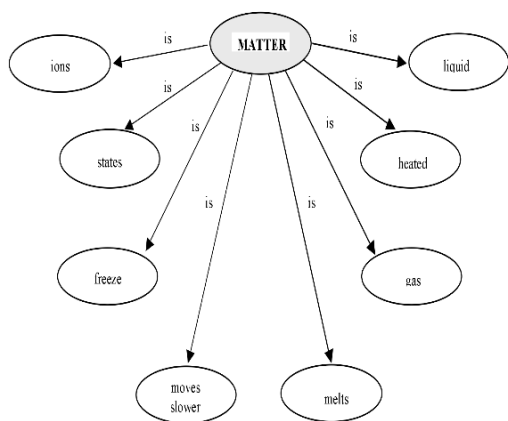 is
MATTER
is
ions
liquid
is
is
is
is
states
heated
is
is
freeze
gas
moves
slower
melts